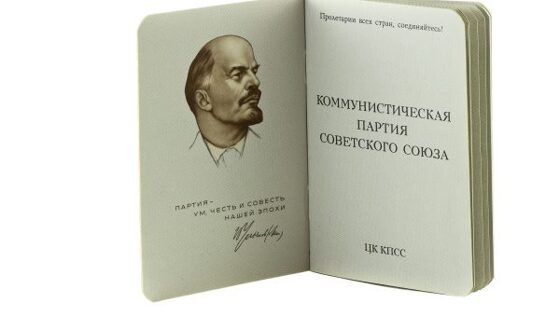 ПАРТИЯ –
УМ, ЧЕСТЬ И СОВЕСТЬ
НАШЕЙ ЭПОХИ
Пролетарии всех стран, соединяйтесь!
КОММУНИСТИЧЕСКАЯ
ПАРТИЯ
СОВЕТСКОГО СОЮЗА
ЦК КПСС